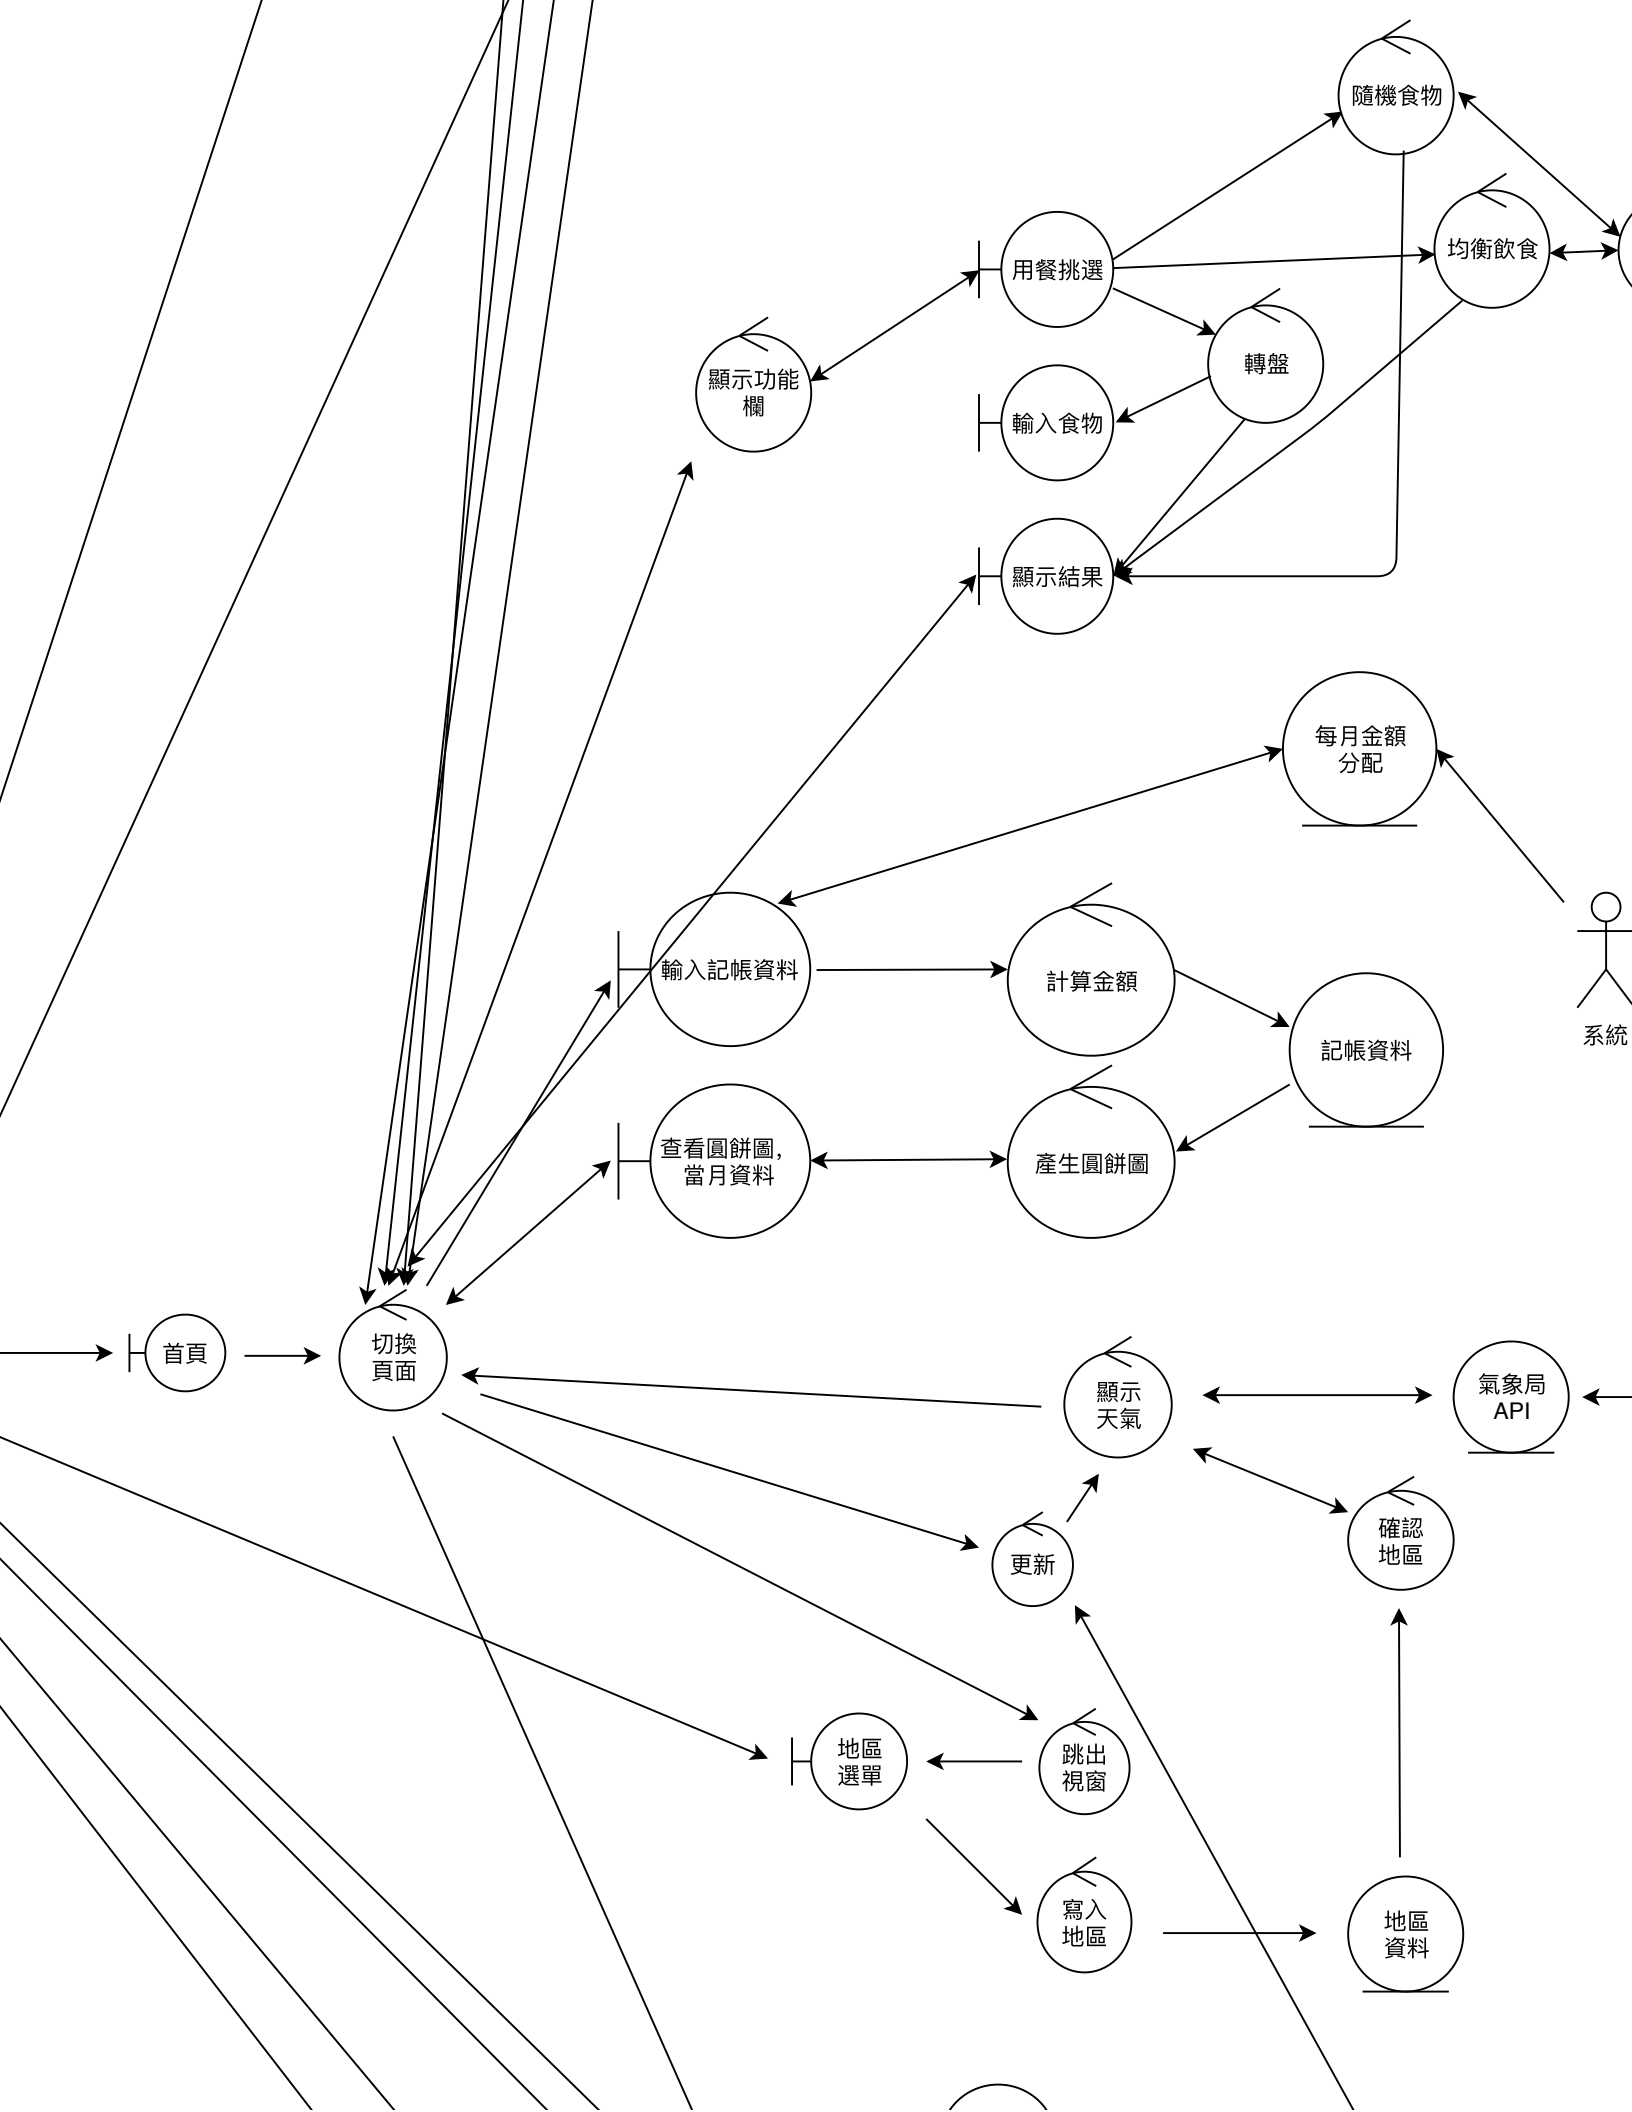 隨機食物
均衡飲食
用餐挑選
轉盤
顯示功能
欄
輸入食物
顯示結果
每月金額
分配
輸入記帳資料
計算金額
系統
記帳資料
查看圓餅圖,
當月資料
產生圓餅圖
首頁
切換
頁面
顯示
天氣
氣象局
API
確認
地區
更新
地區
選單
跳出
視窗
寫入
地區
地區
資料